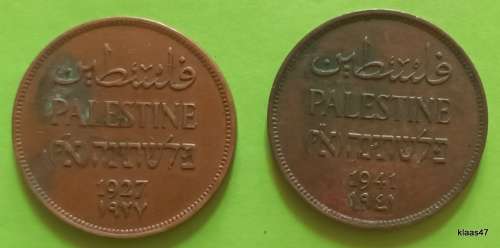 فلسطين
PALESTINE
פלשתינה (א״י)
1927
١٩٢٧
فلسطين
PALESTINE
פלשתינה (א״י)
1941
١٩٤١
klaas47